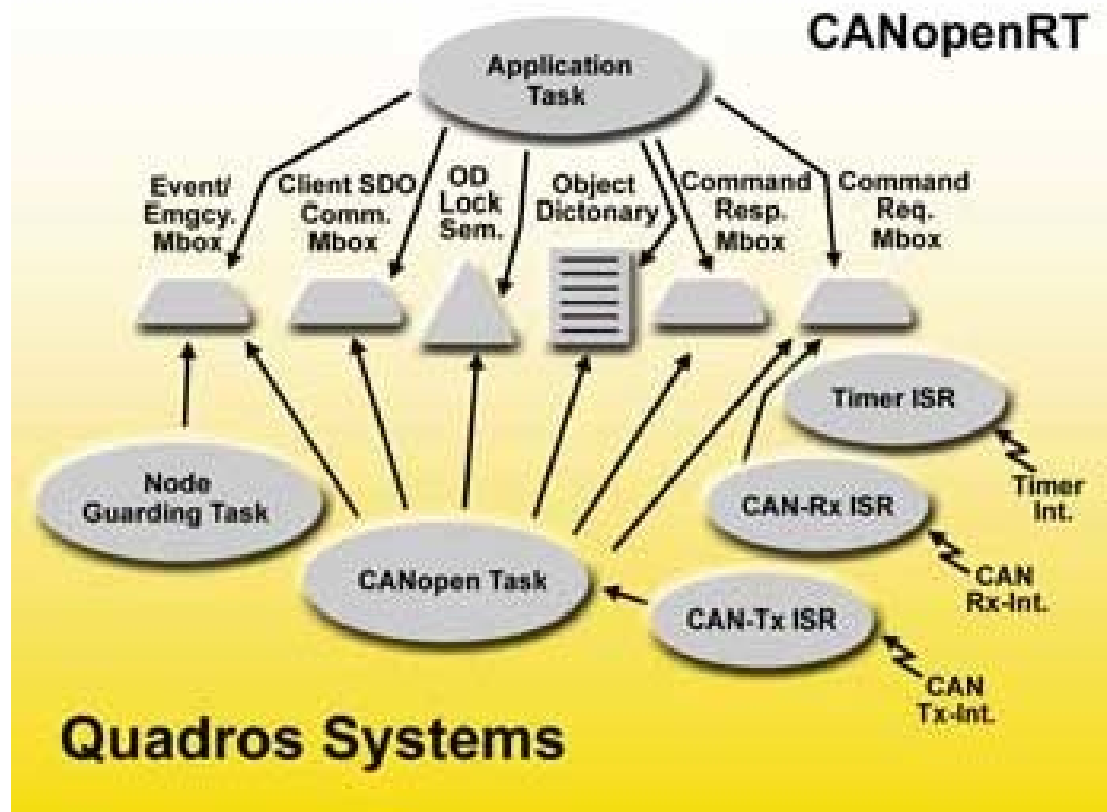 CANopenRT
Application
Task
Event/
Emgcy.
Mbox
Client SDO
Comm.
Mbox
OD
Lock
Sem.
Object
Dictonary
Command
Resp.
Mbox
Command
Req.
Mbox
Timer ISR
Timer
Int.
Node
Guarding Task
CAN-Rx ISR
CAN
Rx-Int.
CANopen Task
CAN-Tx ISR
CAN
Tx-Int.
Quadros Systems